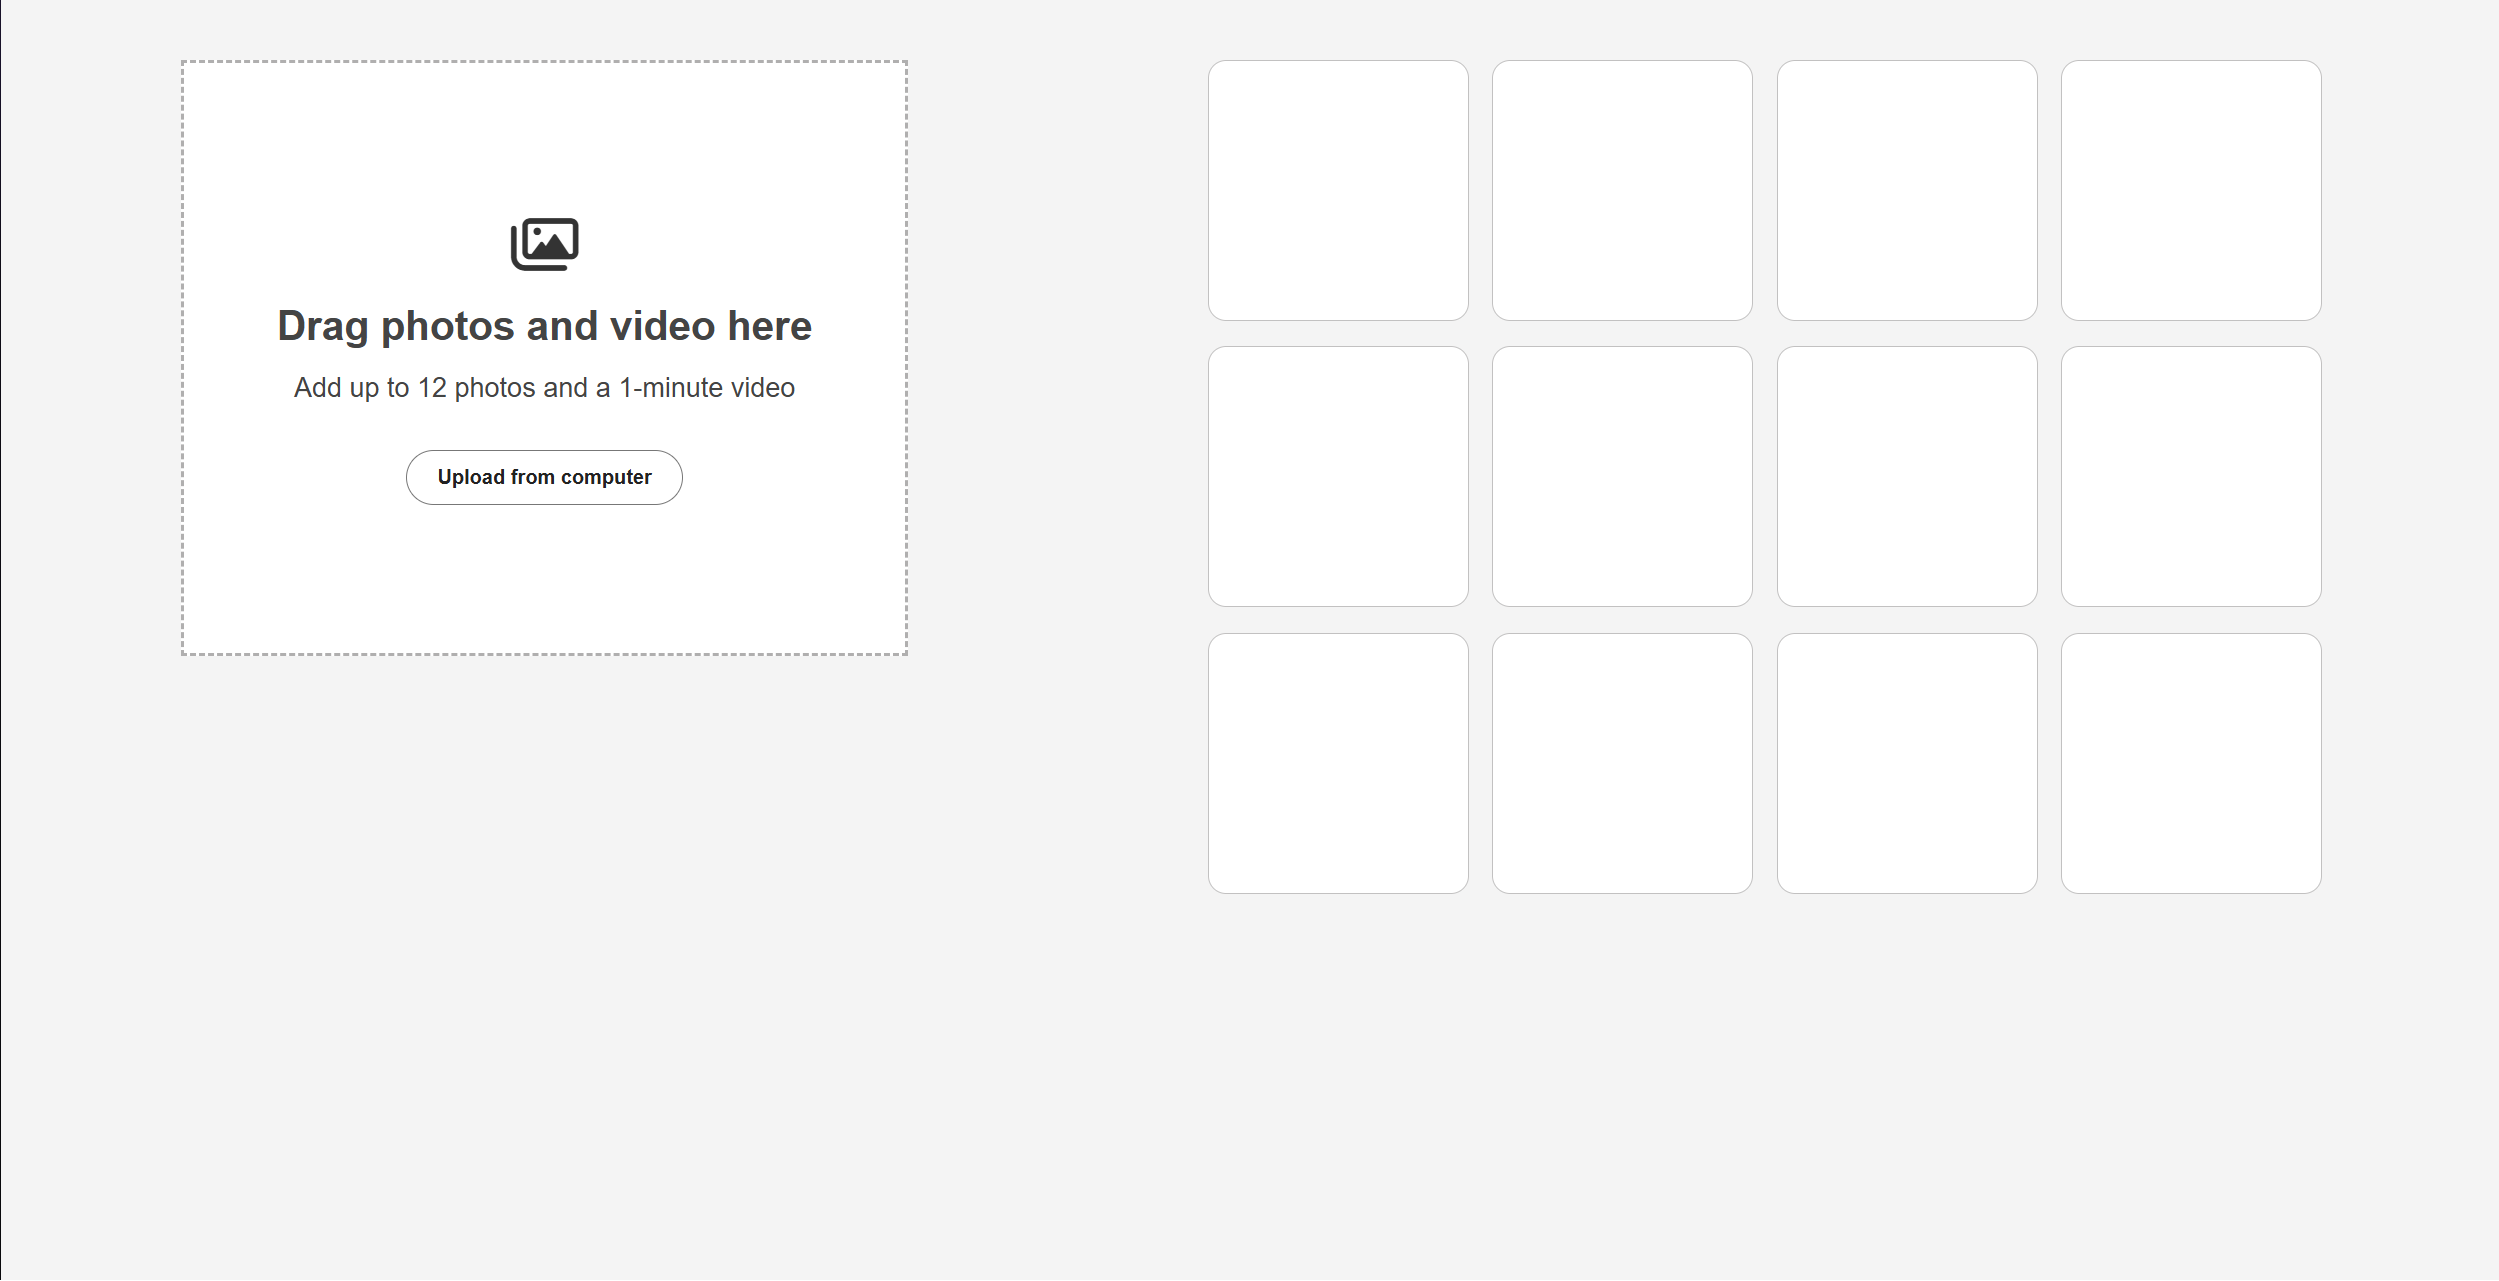 Drag photos and video here
Add up to 12 photos and a 1-minute video
Upload from computer